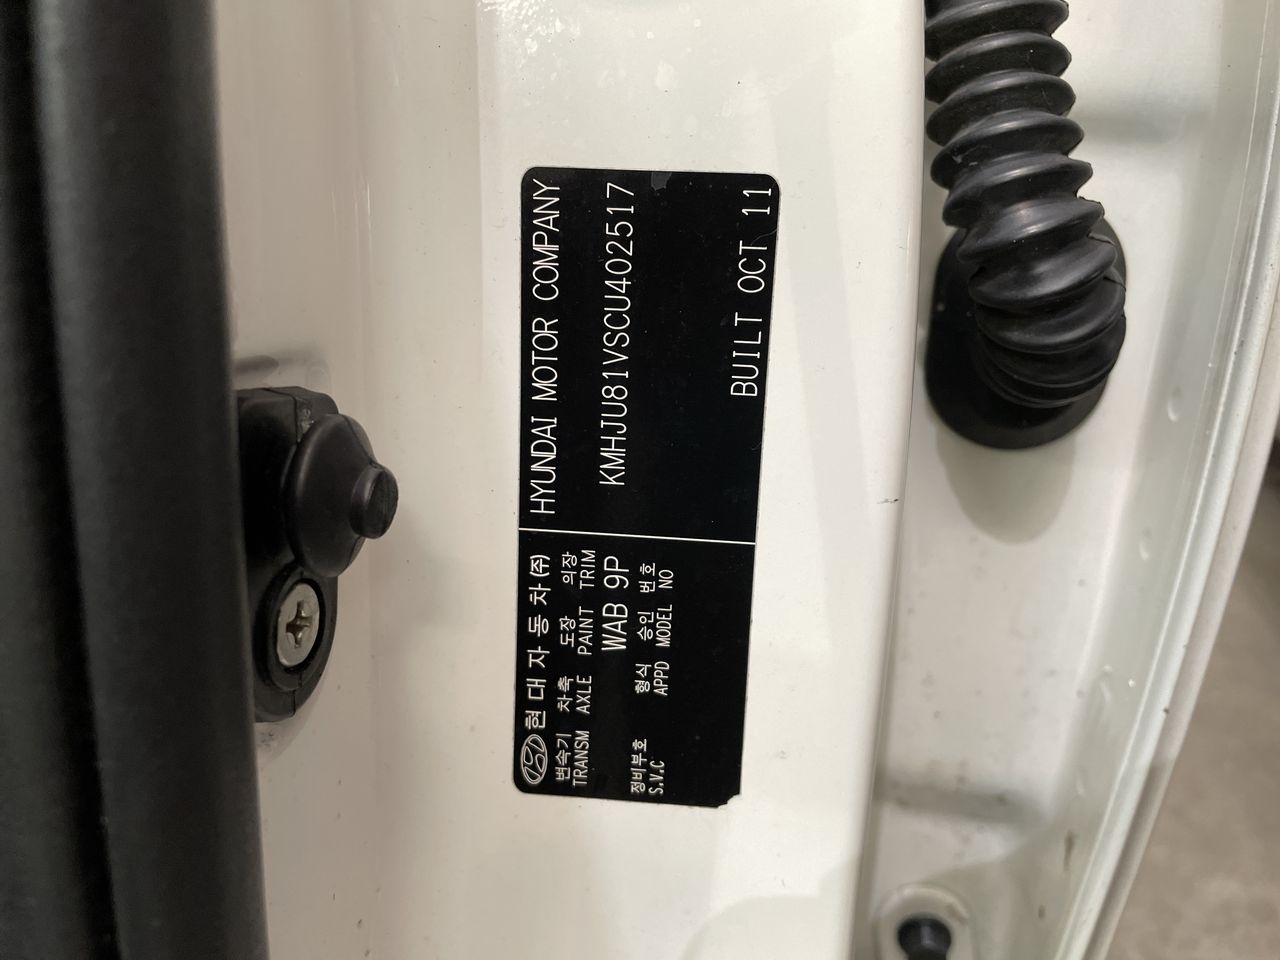 현대자동차(주)
변속기 차축 도장 의장
TRANSM AXLE PAINT TRIM
WAB 9P
정비부호 형식 승인 번호
S.V.C APPD MODEL NO
HYUNDAI MOTOR COMPANY
KMHJU81VSCU402517
BUILT OCT 11